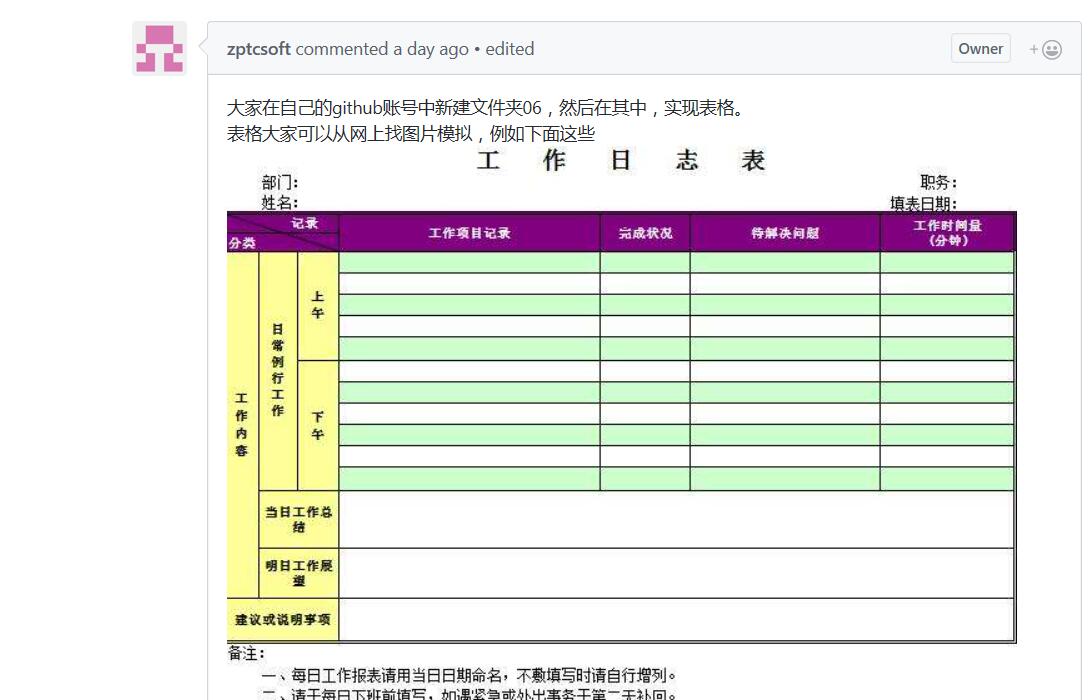 zptcsoft commented a day ago • edited
Owner
大家在自己的github账号中新建文件夹06，然后在其中，实现表格。
表格大家可以从网上找图片模拟，例如下面这些
工作日志表
部门：
职务：
姓名：
填表日期：
记录
分类
工作项目记录
完成状况
待解决问题
工作时间量
（分钟）
工作内容
日常例行工作
上午
下午
当日工作总
结
明日工作展
望
建议或说明事项
备注：
一、每日工作报表请用当日日期命名，不敷填写时请自行增列。
二、请于每日下班前填写，如遇紧急或外出事务于第二天补回。